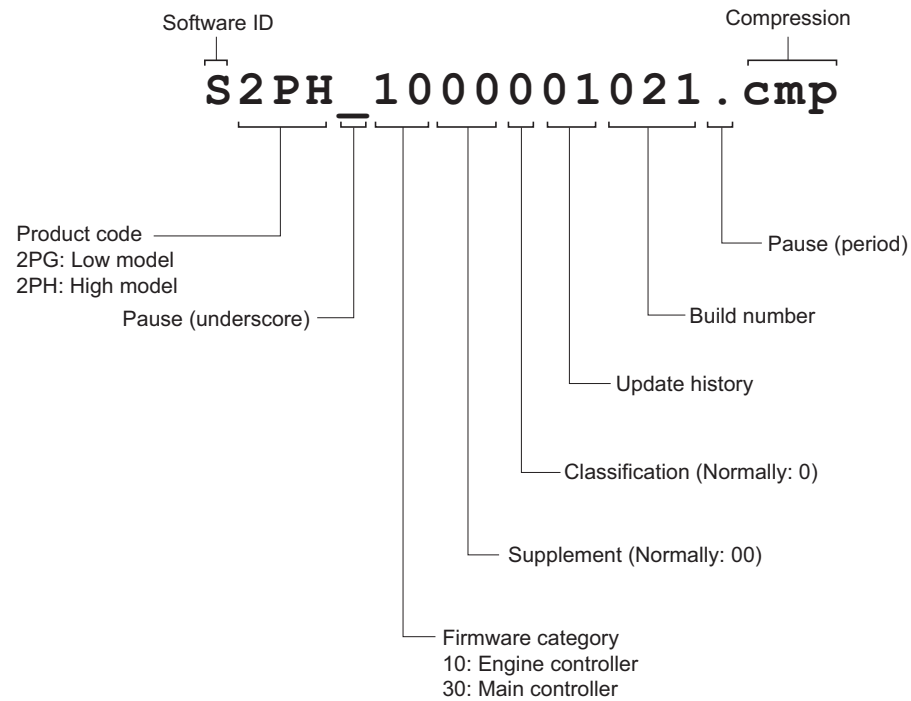 Software ID
Compression
S2PH_1000001021.cmp
Product code
2PG: Low model
2PH: High model
Pause (period)
Pause (underscore)
Build number
Update history
Classification (Normally: 0)
Supplement (Normally: 00)
Firmware category
10: Engine controller
30: Main controller